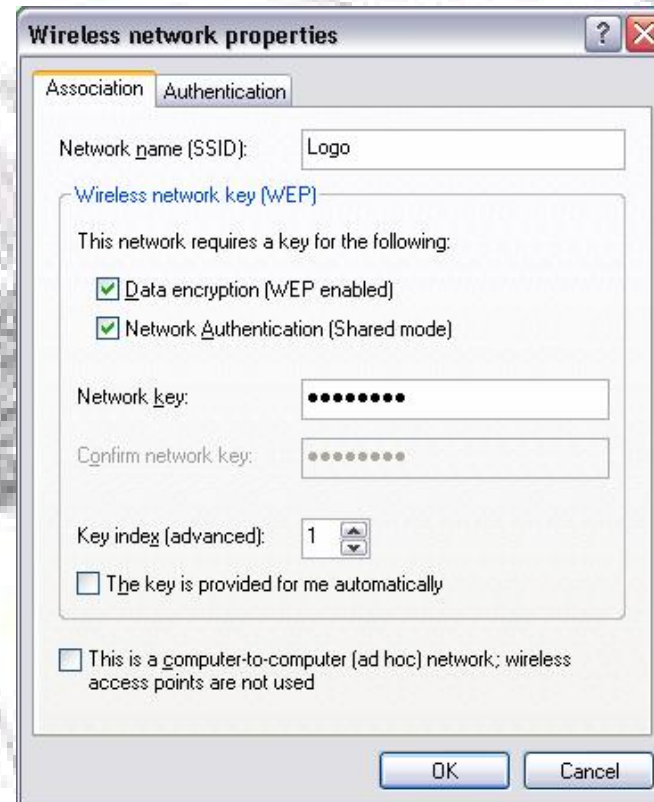 Wireless network properties
?
Association Authentication
Network name (SSID): Logo
Wireless network key (WEP)
This network requires a key for the following:
Data encryption (WEP enabled)
Network Authentication (Shared mode)
Network key: ••••••••
Confirm network key: ••••••••
Key index (advanced): 1
The key is provided for me automatically
This is a computer-to-computer (ad hoc) network; wireless
access points are not used
OK Cancel